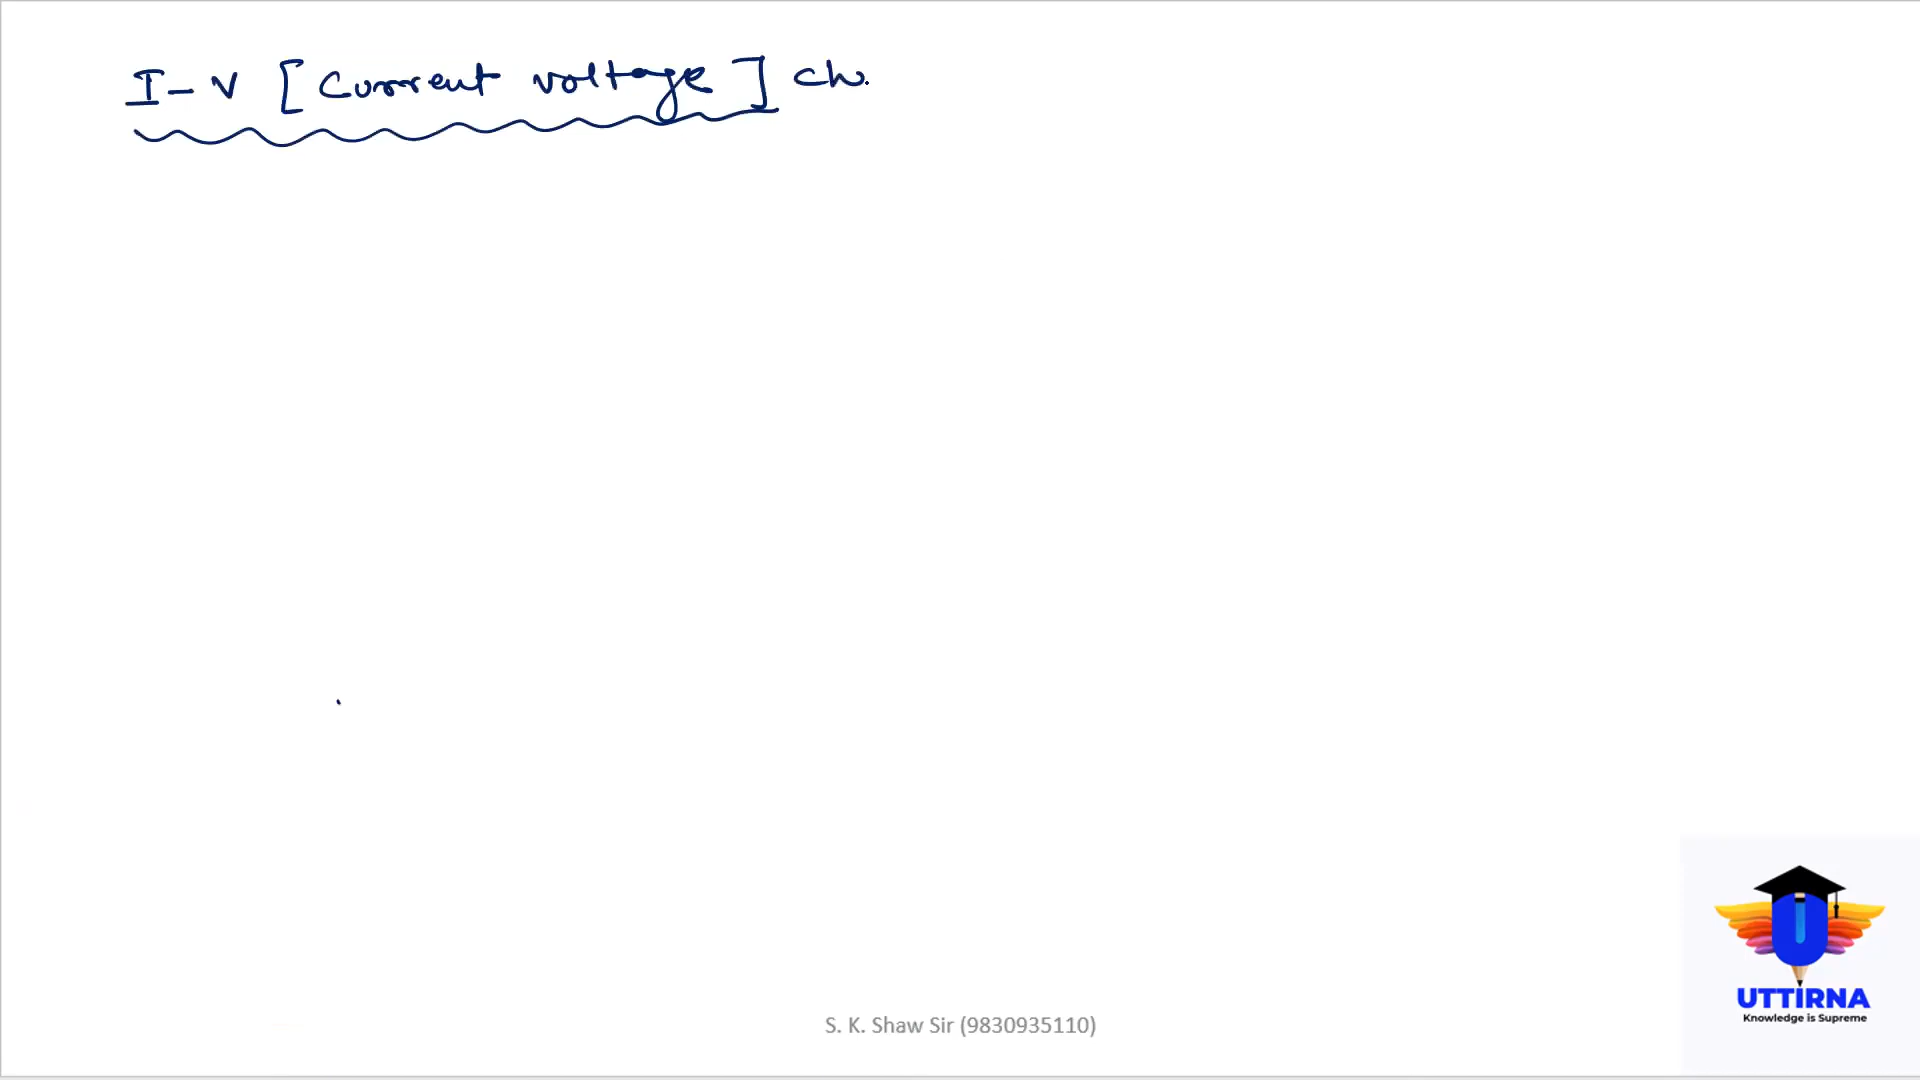 I-V [Current voltage] ch.
UTTIRNA
Knowledge is Supreme
S. K. Shaw Sir (9830935110)